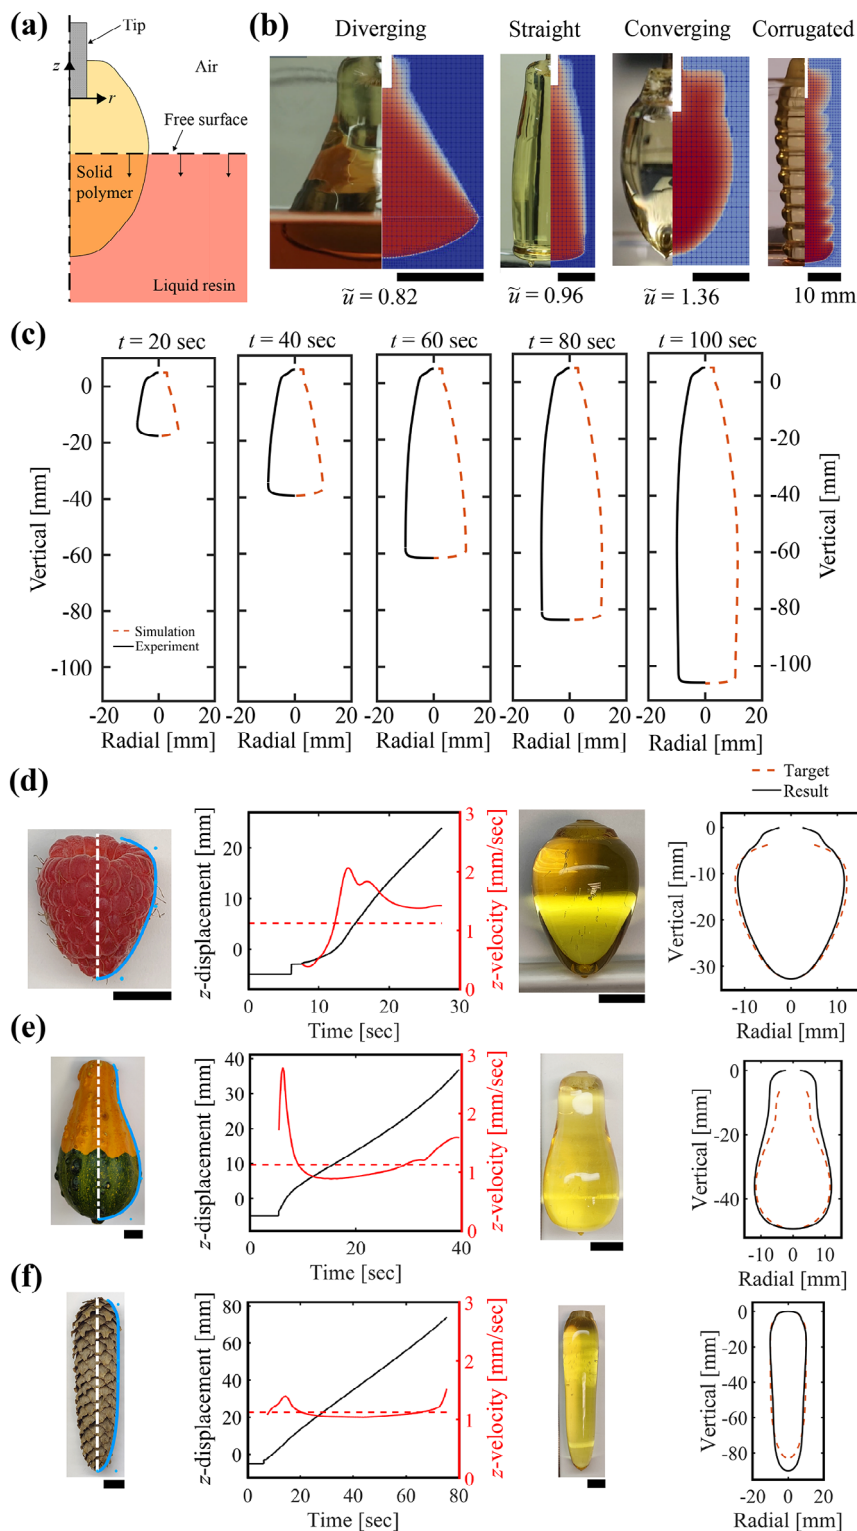 (a)
Tip
z
r
Air
Free surface
Solid
polymer
Liquid resin
(b)
Diverging
Straight
Converging
Corrugated
ũ = 0.82
ũ = 0.96
ũ = 1.36
10 mm
(c)
t = 20 sec
t = 40 sec
t = 60 sec
t = 80 sec
t = 100 sec
0
-20
-40
-60
-80
-100
Vertical [mm]
Simulation
Experiment
0
-20
-40
-60
-80
-100
Vertical [mm]
-20 0 20
-20 0 20
-20 0 20
-20 0 20
-20 0 20
Radial [mm]
Radial [mm]
Radial [mm]
Radial [mm]
Radial [mm]
(d)
Target
Result
z-displacement [mm]
20
10
0
z-velocity [mm/sec]
3
2
1
0
0 10 20 30
Time [sec]
Vertical [mm]
0
-10
-20
-30
-10 0 10
Radial [mm]
(e)
z-displacement [mm]
40
30
20
10
0
z-velocity [mm/sec]
3
2
1
0
0 20 40
Time [sec]
Vertical [mm]
0
-20
-40
-10 0 10
Radial [mm]
(f)
z-displacement [mm]
80
60
40
20
0
z-velocity [mm/sec]
3
2
1
0
0 20 40 60 80
Time [sec]
Vertical [mm]
0
-20
-40
-60
-80
-20 0 20
Radial [mm]